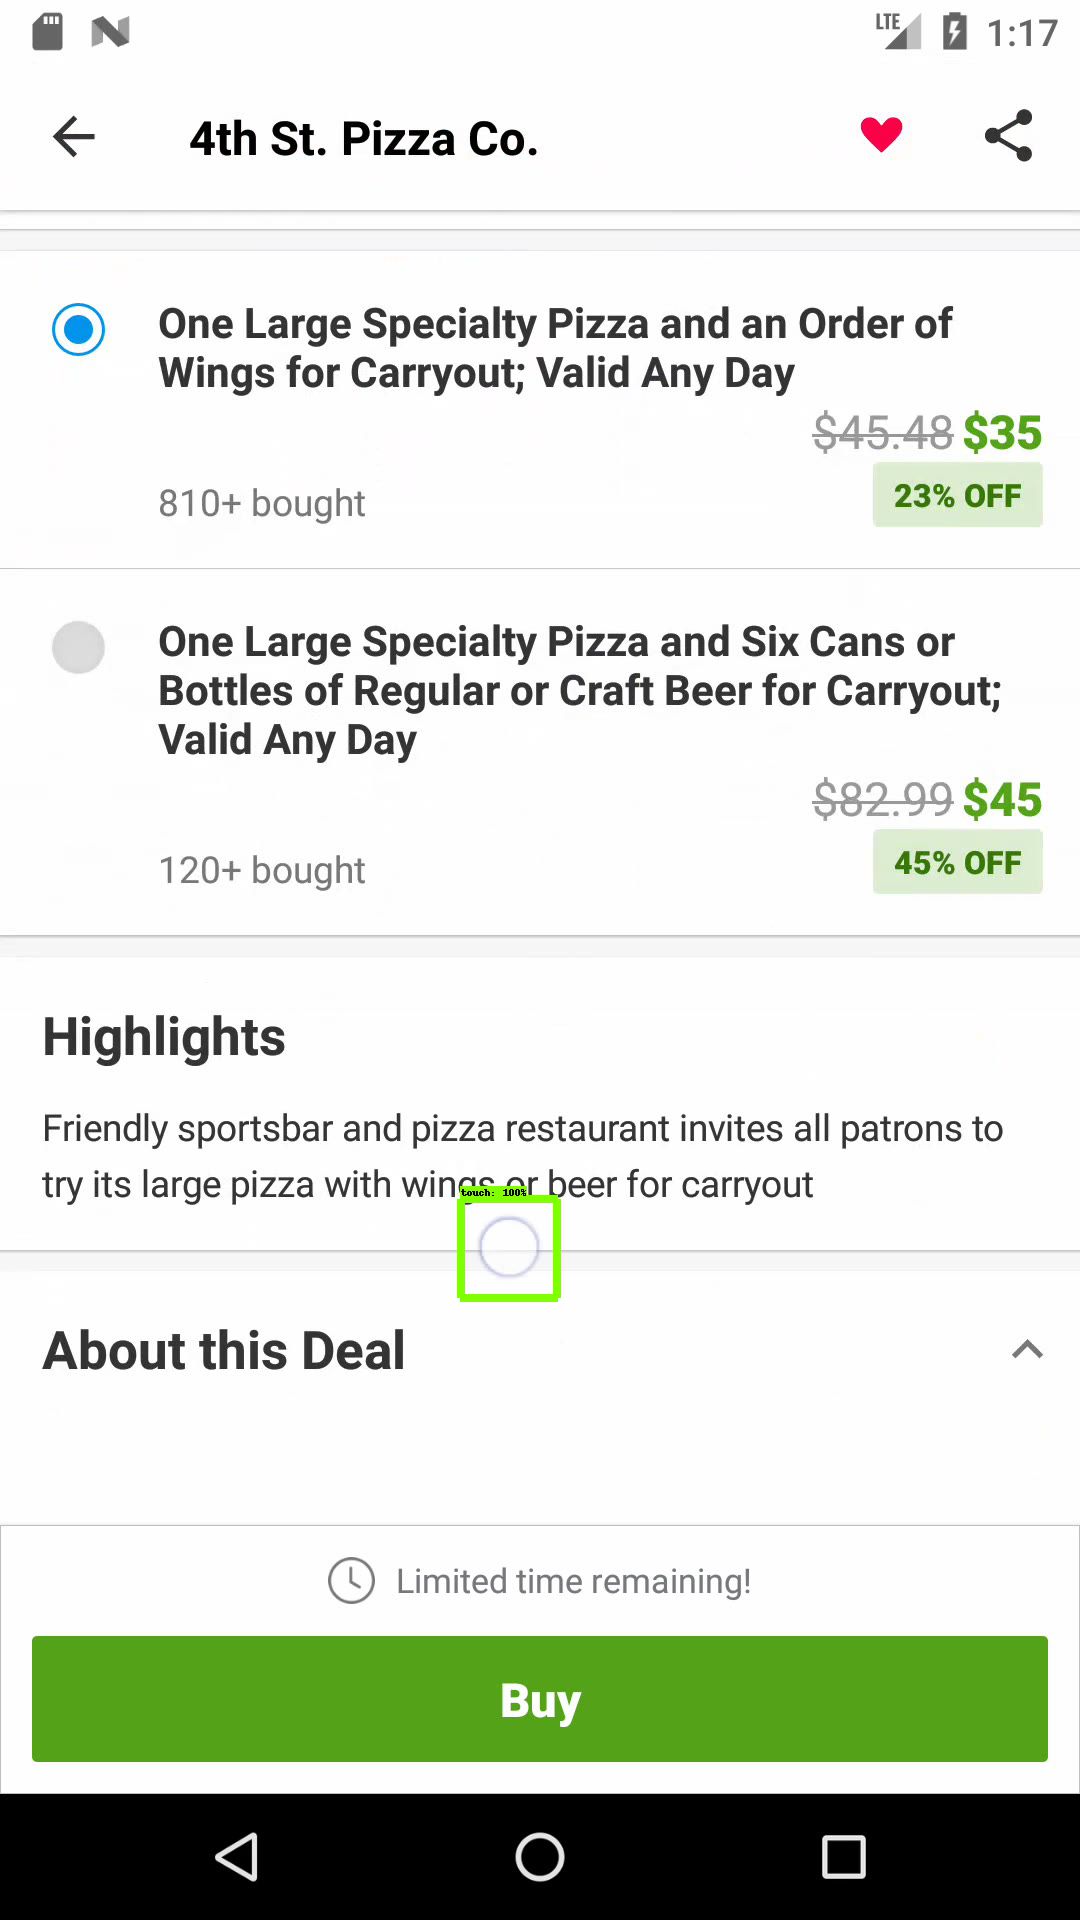 LTE 1:17
4th St. Pizza Co.
One Large Specialty Pizza and an Order of
Wings for Carryout; Valid Any Day
$45.48 $35
810+ bought
23% OFF
One Large Specialty Pizza and Six Cans or
Bottles of Regular or Craft Beer for Carryout;
Valid Any Day
$82.99 $45
120+ bought
45% OFF
Highlights
Friendly sportsbar and pizza restaurant invites all patrons to
try its large pizza with wings or beer for carryout
touch: 100%
About this Deal
Limited time remaining!
Buy